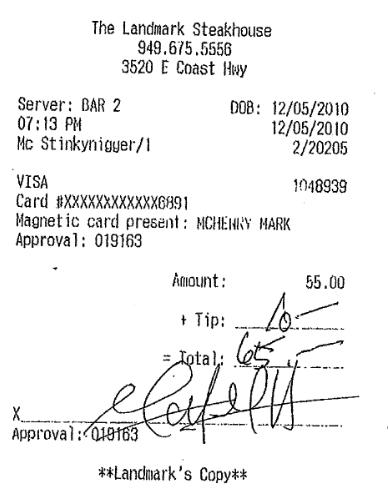 The Landmark Steakhouse
949.675.5556
3520 E Coast Hwy
Server: BAR 2 DOB: 12/05/2010
07:13 PM 12/05/2010
Mc Stinkynigger/1 2/20205
VISA 1048939
Card #XXXXXXXXXXXX6891
Magnetic card present: MCHENRY MARK
Approval: 019163
Amount: 55.00
+ Tip: 10-
= Total: 65.-
X
Approval: 019163
**Landmark's Copy**